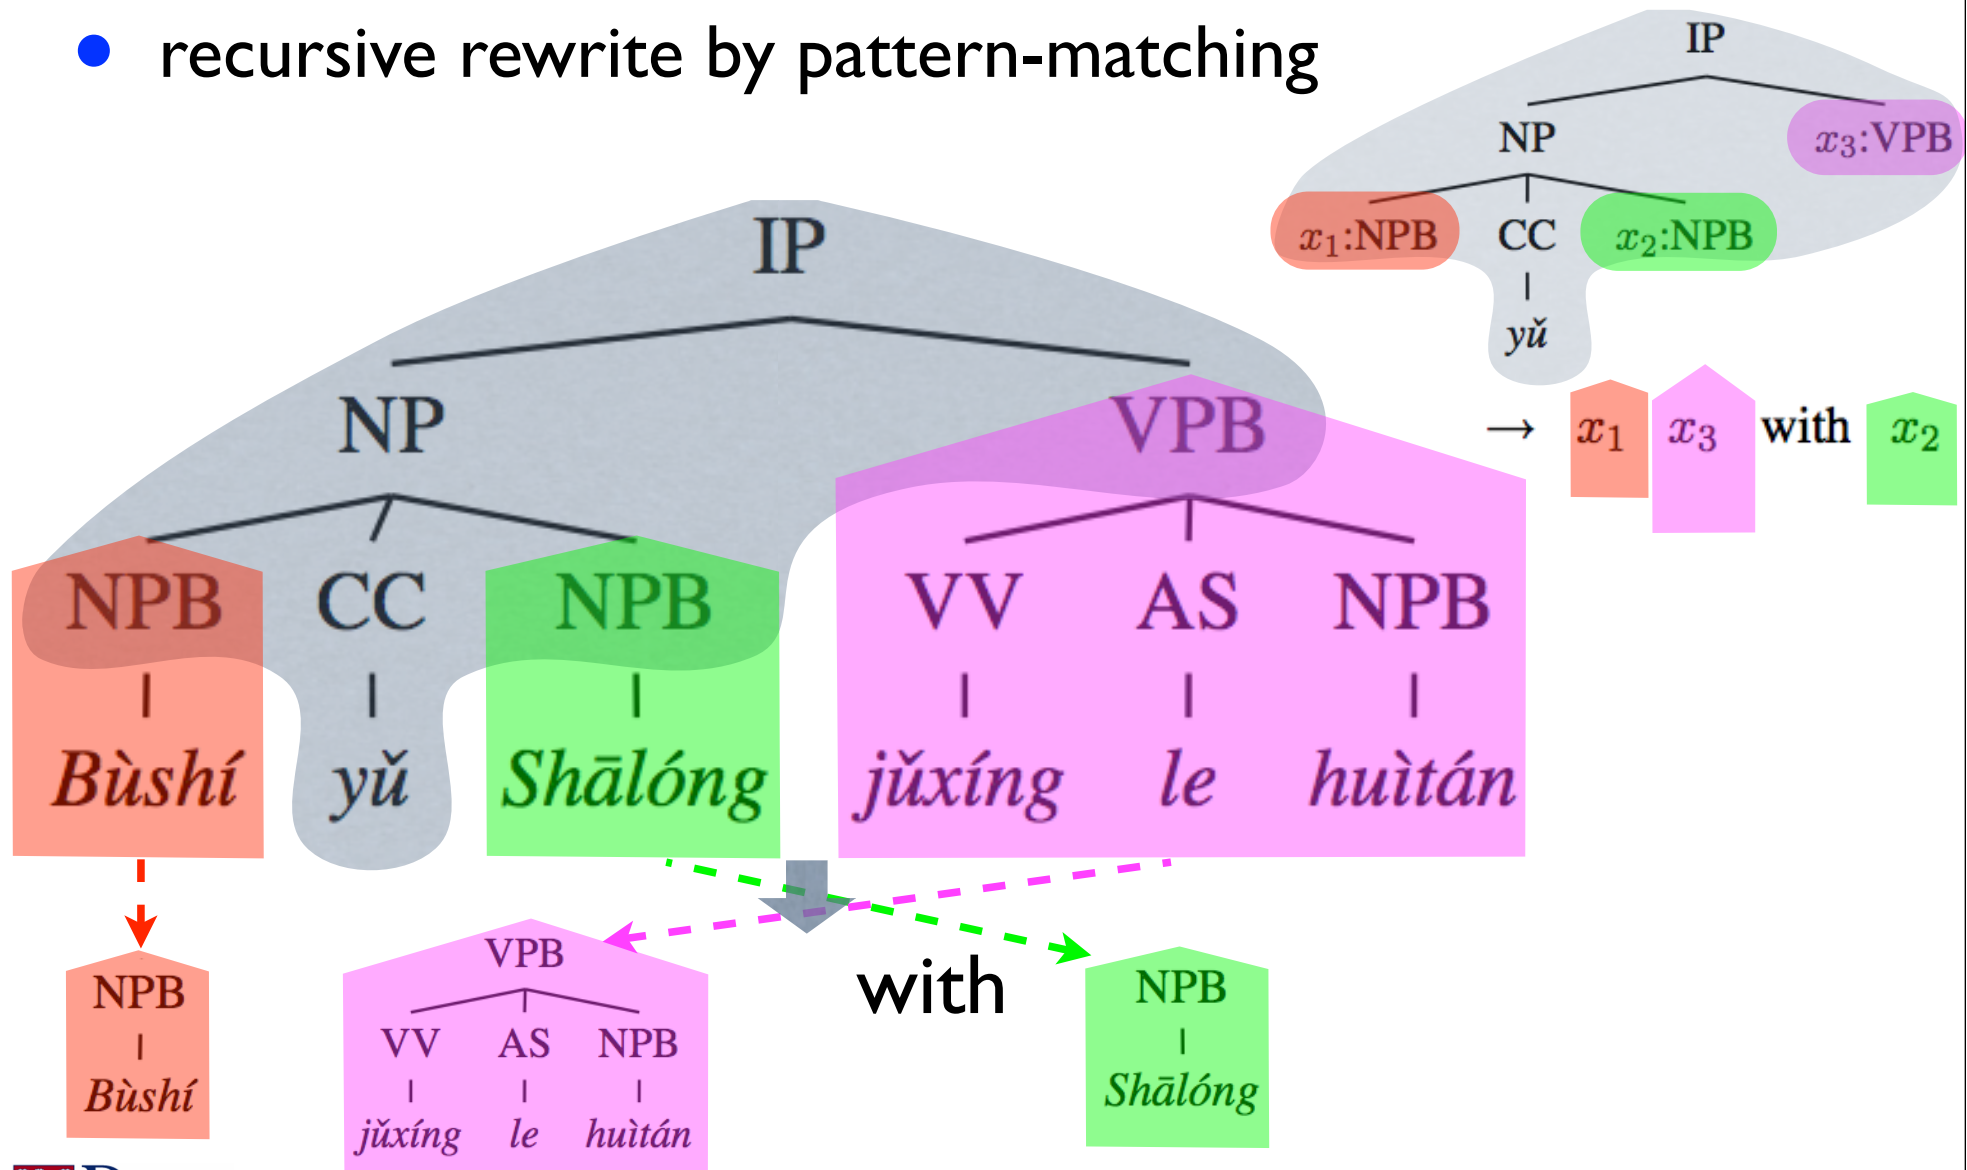 • recursive rewrite by pattern-matching
IP
NP x₃:VPB
x₁:NPB CC x₂:NPB
yǔ
→ x₁ x₃ with x₂
IP
NP VPB
NPB CC NPB VV AS NPB
Bùshí yǔ Shālóng jǔxíng le huìtán
with
NPB
Bùshí
VPB
VV AS NPB
jǔxíng le huìtán
NPB
Shālóng